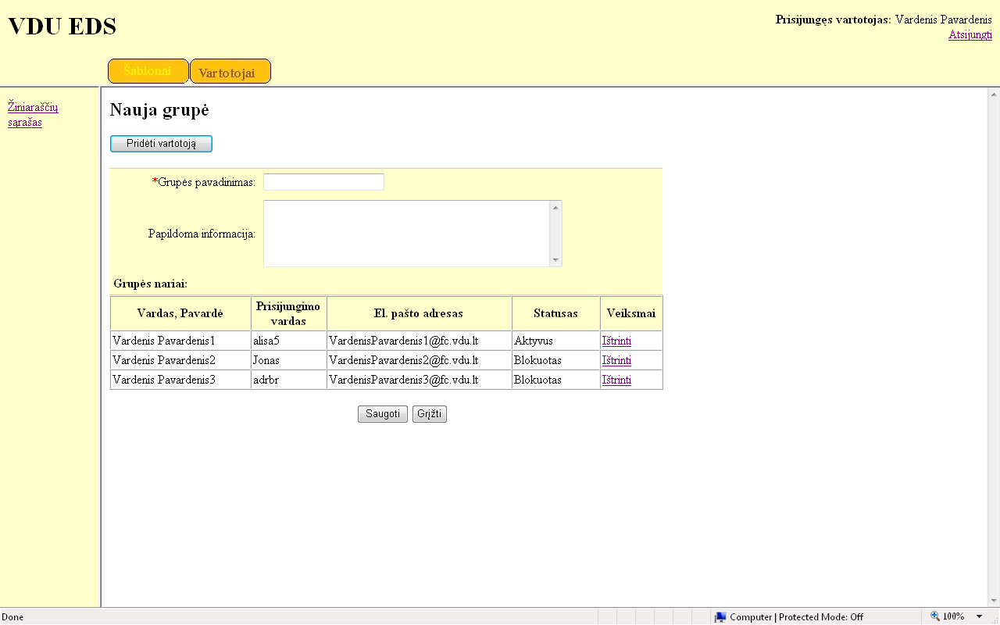 VDU EDS
Prisijungęs vartotojas: Vardenis Pavardenis
Atsijungti
Šablonai
Vartotojai
Žiniaraščių
sąrašas
Nauja grupė
Pridėti vartotoją
*Grupės pavadinimas:
Papildoma informacija:
Grupės nariai:
Vardas, Pavardė Prisijungimo vardas El. pašto adresas Statusas Veiksmai
Vardenis Pavardenis1 alisa5 VardenisPavardenis1@fc.vdu.lt Aktyvus Ištrinti
Vardenis Pavardenis2 Jonas VardenisPavardenis2@fc.vdu.lt Blokuotas Ištrinti
Vardenis Pavardenis3 adrbr VardenisPavardenis3@fc.vdu.lt Blokuotas Ištrinti
Saugoti Grįžti
Done Computer | Protected Mode: Off 100%